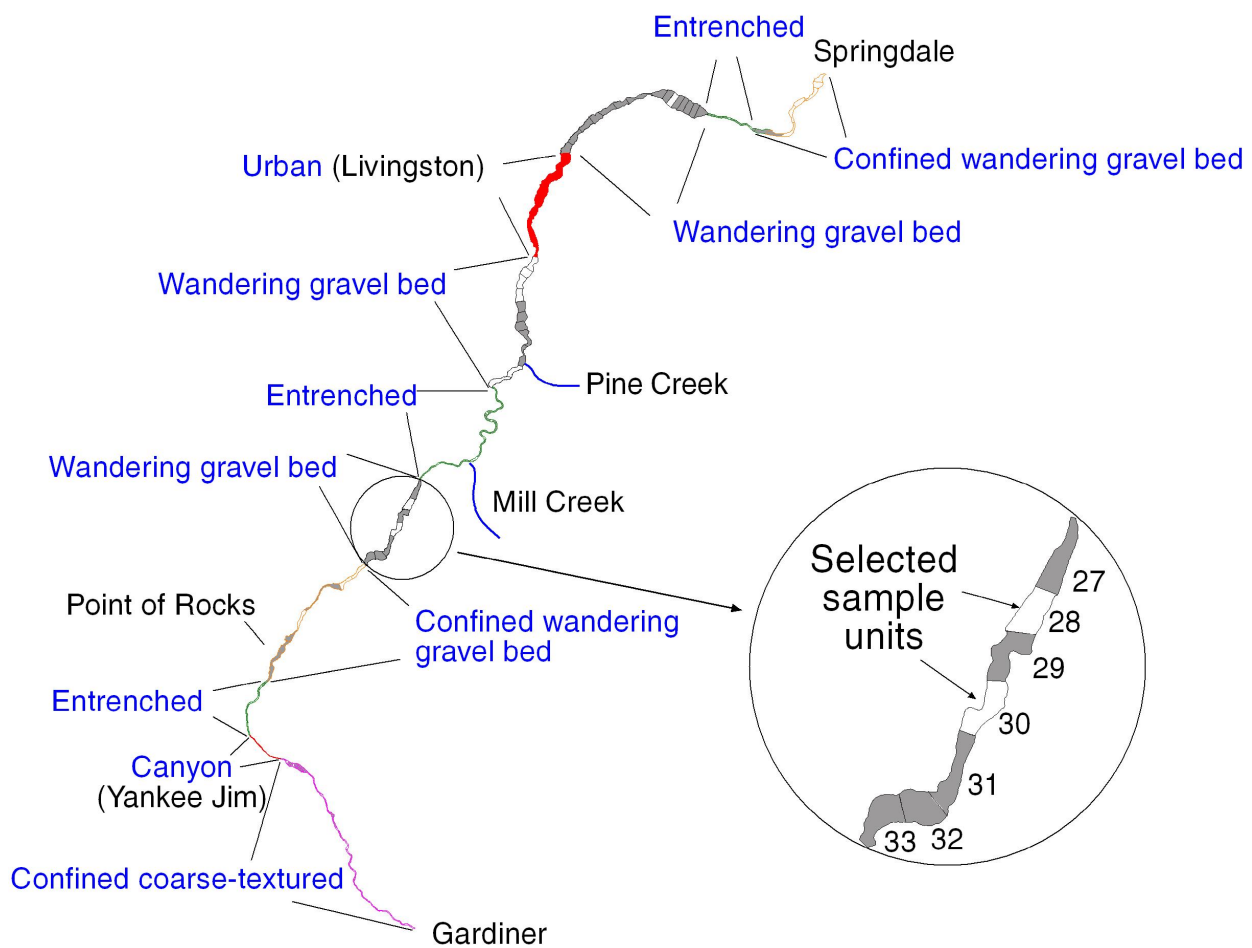 Entrenched
Springdale
Urban (Livingston)
Confined wandering gravel bed
Wandering gravel bed
Wandering gravel bed
Pine Creek
Entrenched
Wandering gravel bed
Mill Creek
Selected
sample
units
27
28
29
30
31
32
33
Point of Rocks
Confined wandering
gravel bed
Entrenched
Canyon
(Yankee Jim)
Confined coarse-textured
Gardiner